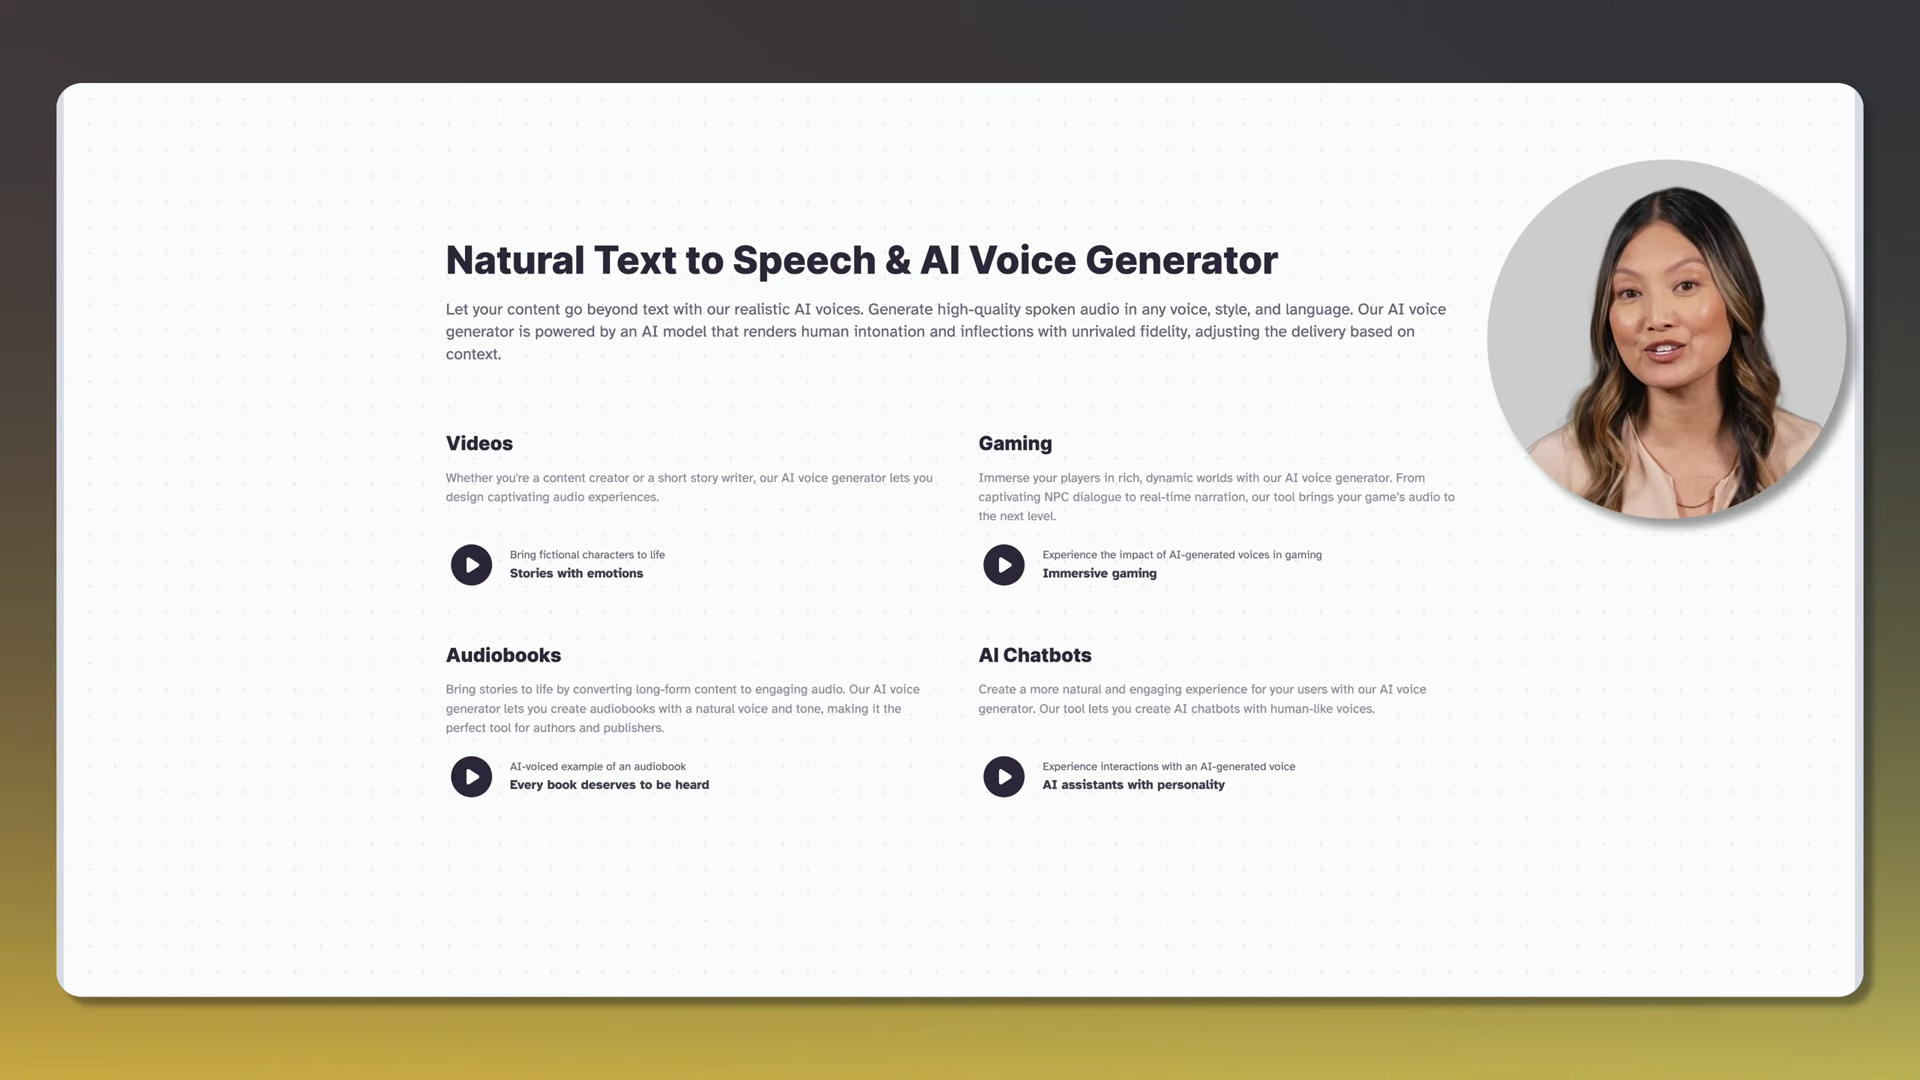 Natural Text to Speech & AI Voice Generator
Let your content go beyond text with our realistic AI voices. Generate high-quality spoken audio in any voice, style, and language. Our AI voice
generator is powered by an AI model that renders human intonation and inflections with unrivaled fidelity, adjusting the delivery based on
context.
Videos
Whether you're a content creator or a short story writer, our AI voice generator lets you
design captivating audio experiences.
Bring fictional characters to life
Stories with emotions
Gaming
Immerse your players in rich, dynamic worlds with our AI voice generator. From
captivating NPC dialogue to real-time narration, our tool brings your game's audio to
the next level.
Experience the impact of AI-generated voices in gaming
Immersive gaming
Audiobooks
Bring stories to life by converting long-form content to engaging audio. Our AI voice
generator lets you create audiobooks with a natural voice and tone, making it the
perfect tool for authors and publishers.
AI-voiced example of an audiobook
Every book deserves to be heard
AI Chatbots
Create a more natural and engaging experience for your users with our AI voice
generator. Our tool lets you create AI chatbots with human-like voices.
Experience interactions with an AI-generated voice
AI assistants with personality